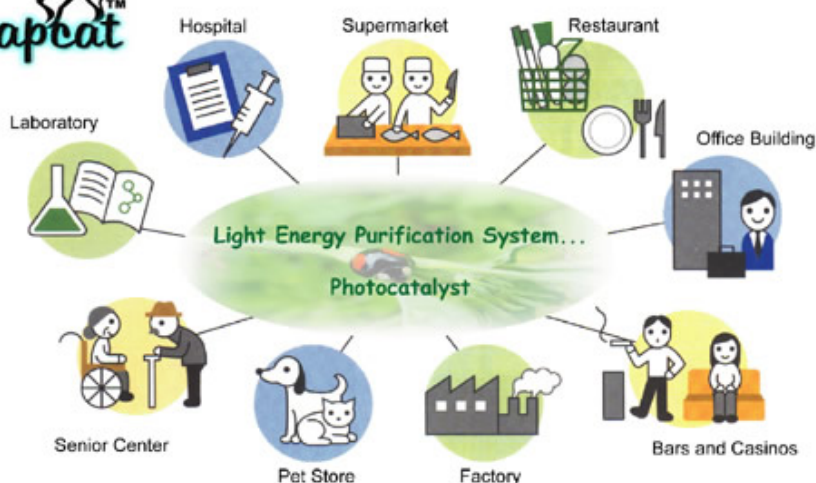 apcat™
Hospital
Supermarket
Restaurant
Laboratory
Office Building
Light Energy Purification System...
Photocatalyst
Senior Center
Bars and Casinos
Pet Store
Factory